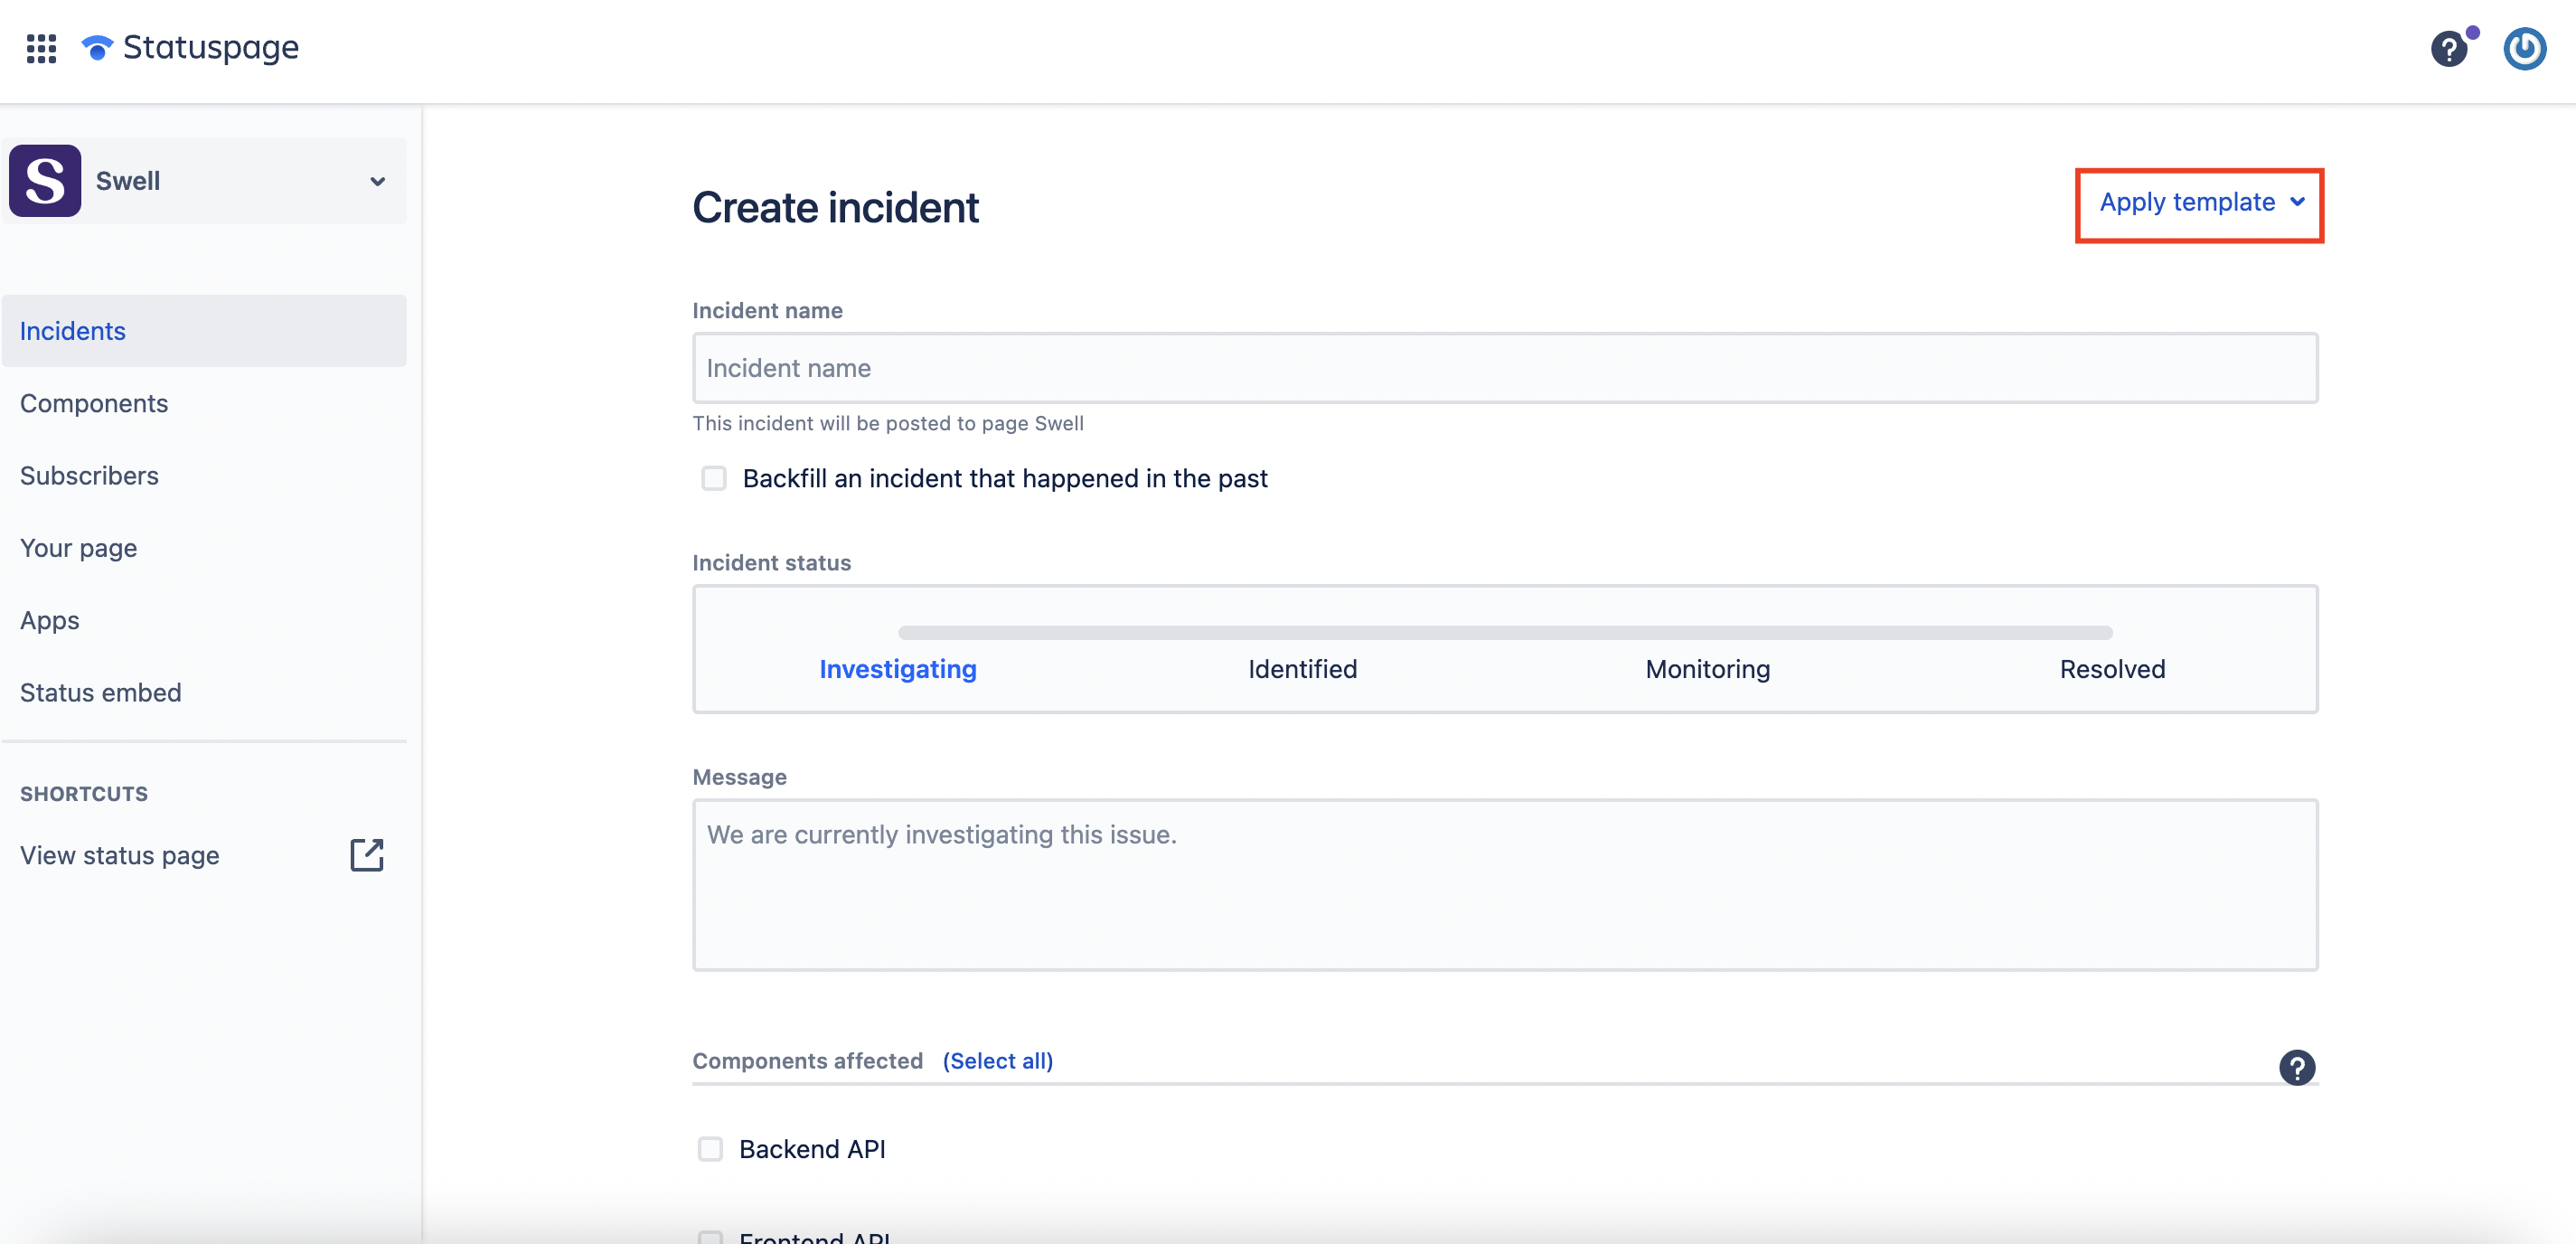 Statuspage
?
S
Swell
Incidents
Components
Subscribers
Your page
Apps
Status embed
SHORTCUTS
View status page
Create incident
Apply template
Incident name
Incident name
This incident will be posted to page Swell
Backfill an incident that happened in the past
Incident status
Investigating Identified Monitoring Resolved
Message
We are currently investigating this issue.
Components affected (Select all)
?
Backend API
Frontend API